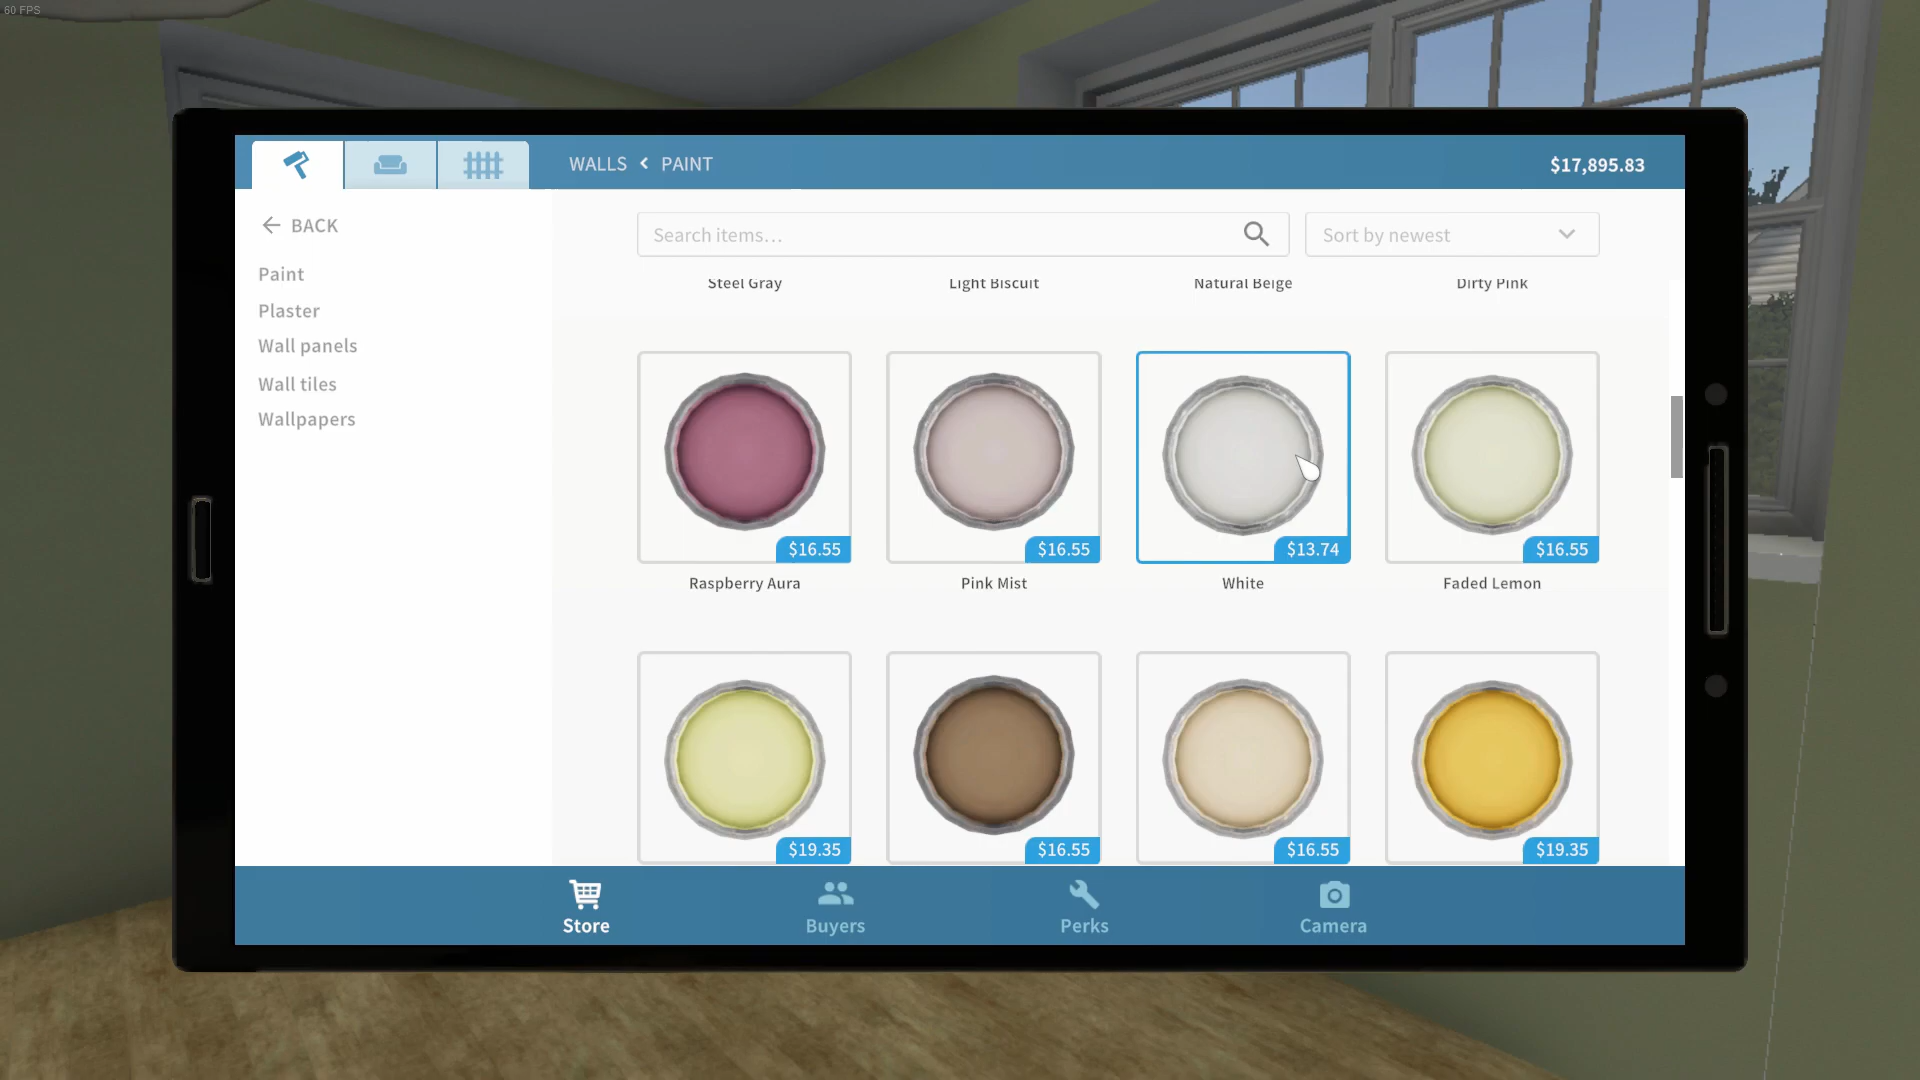 60 FPS
WALLS < PAINT
$17,895.83
BACK
Search items...
Sort by newest
Paint
Plaster
Wall panels
Wall tiles
Wallpapers
Steel Gray
Light Biscuit
Natural Beige
Dirty Pink
$16.55
$16.55
$13.74
$16.55
Raspberry Aura
Pink Mist
White
Faded Lemon
$19.35
$16.55
$16.55
$19.35
Store
Buyers
Perks
Camera